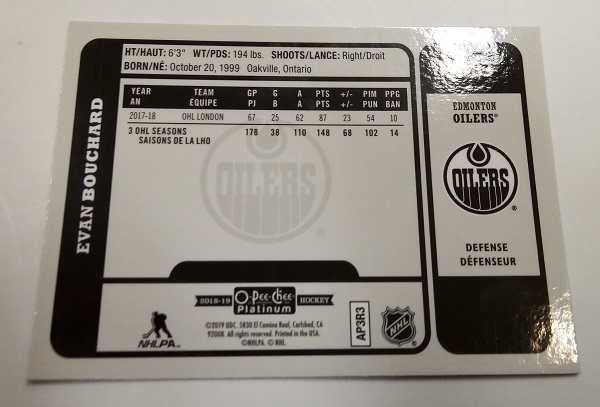 HT/HAUT: 6'3" WT/PDS: 194 lbs. SHOOTS/LANCE: Right/Droit
BORN/NÉ: October 20, 1999 Oakville, Ontario
EVAN BOUCHARD
YEAR TEAM GP G A PTS +/- PIM PPG
AN ÉQUIPE PJ B A PTS +/- PUN BAN
2017-18 OHL LONDON 67 25 62 87 23 54 10
3 OHL SEASONS 178 38 110 148 68 102 14
SAISONS DE LA LHO
OILERS
EDMONTON
OILERS®
OILERS
®
DEFENSE
DÉFENSEUR
2018-19 O-Pee-Chee HOCKEY
Platinum
©2019 UDC. 5830 El Camino Real, Carlsbad, CA
92008. All rights reserved. Printed in the USA.
©NHLPA. © NHL.
NHLPA
AP3R3
NHL